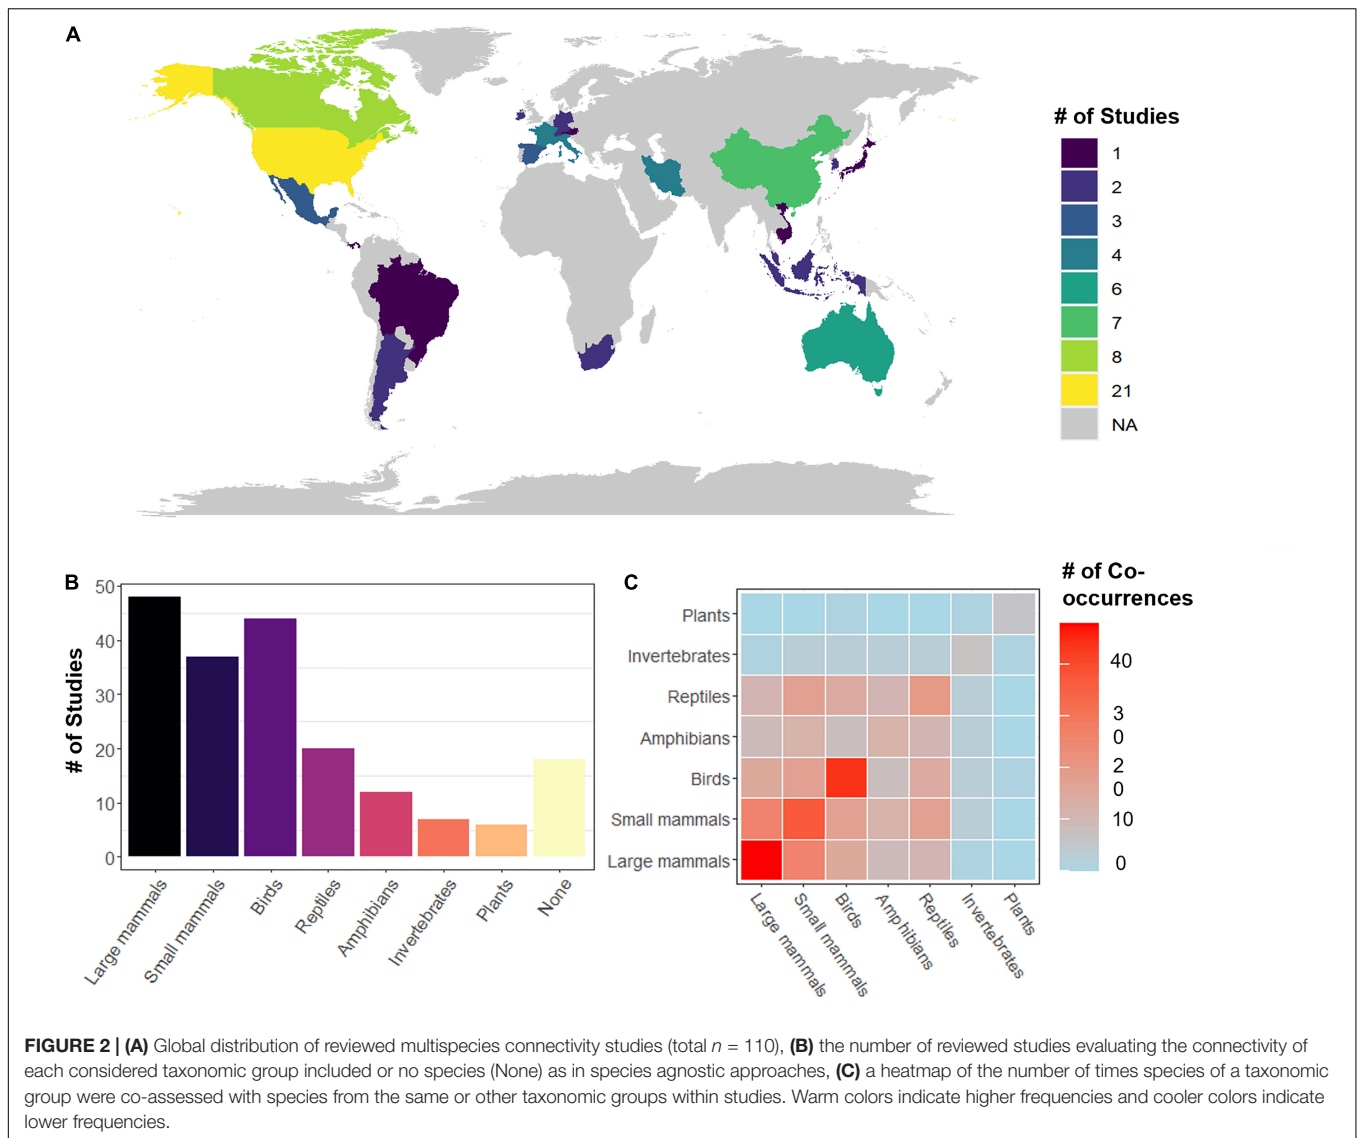 A
# of Studies
1
2
3
4
6
7
8
21
NA
B
# of Studies
50
40
30
20
10
0
Large mammals
Small mammals
Birds
Reptiles
Amphibians
Invertebrates
Plants
None
C
Plants
Invertebrates
Reptiles
Amphibians
Birds
Small mammals
Large mammals
Large mammals
Small mammals
Birds
Amphibians
Reptiles
Invertebrates
Plants
# of Co-
occurrences
40
3
0
2
0
10
0
FIGURE 2 | (A) Global distribution of reviewed multispecies connectivity studies (total n = 110), (B) the number of reviewed studies evaluating the connectivity of
each considered taxonomic group included or no species (None) as in species agnostic approaches, (C) a heatmap of the number of times species of a taxonomic
group were co-assessed with species from the same or other taxonomic groups within studies. Warm colors indicate higher frequencies and cooler colors indicate
lower frequencies.